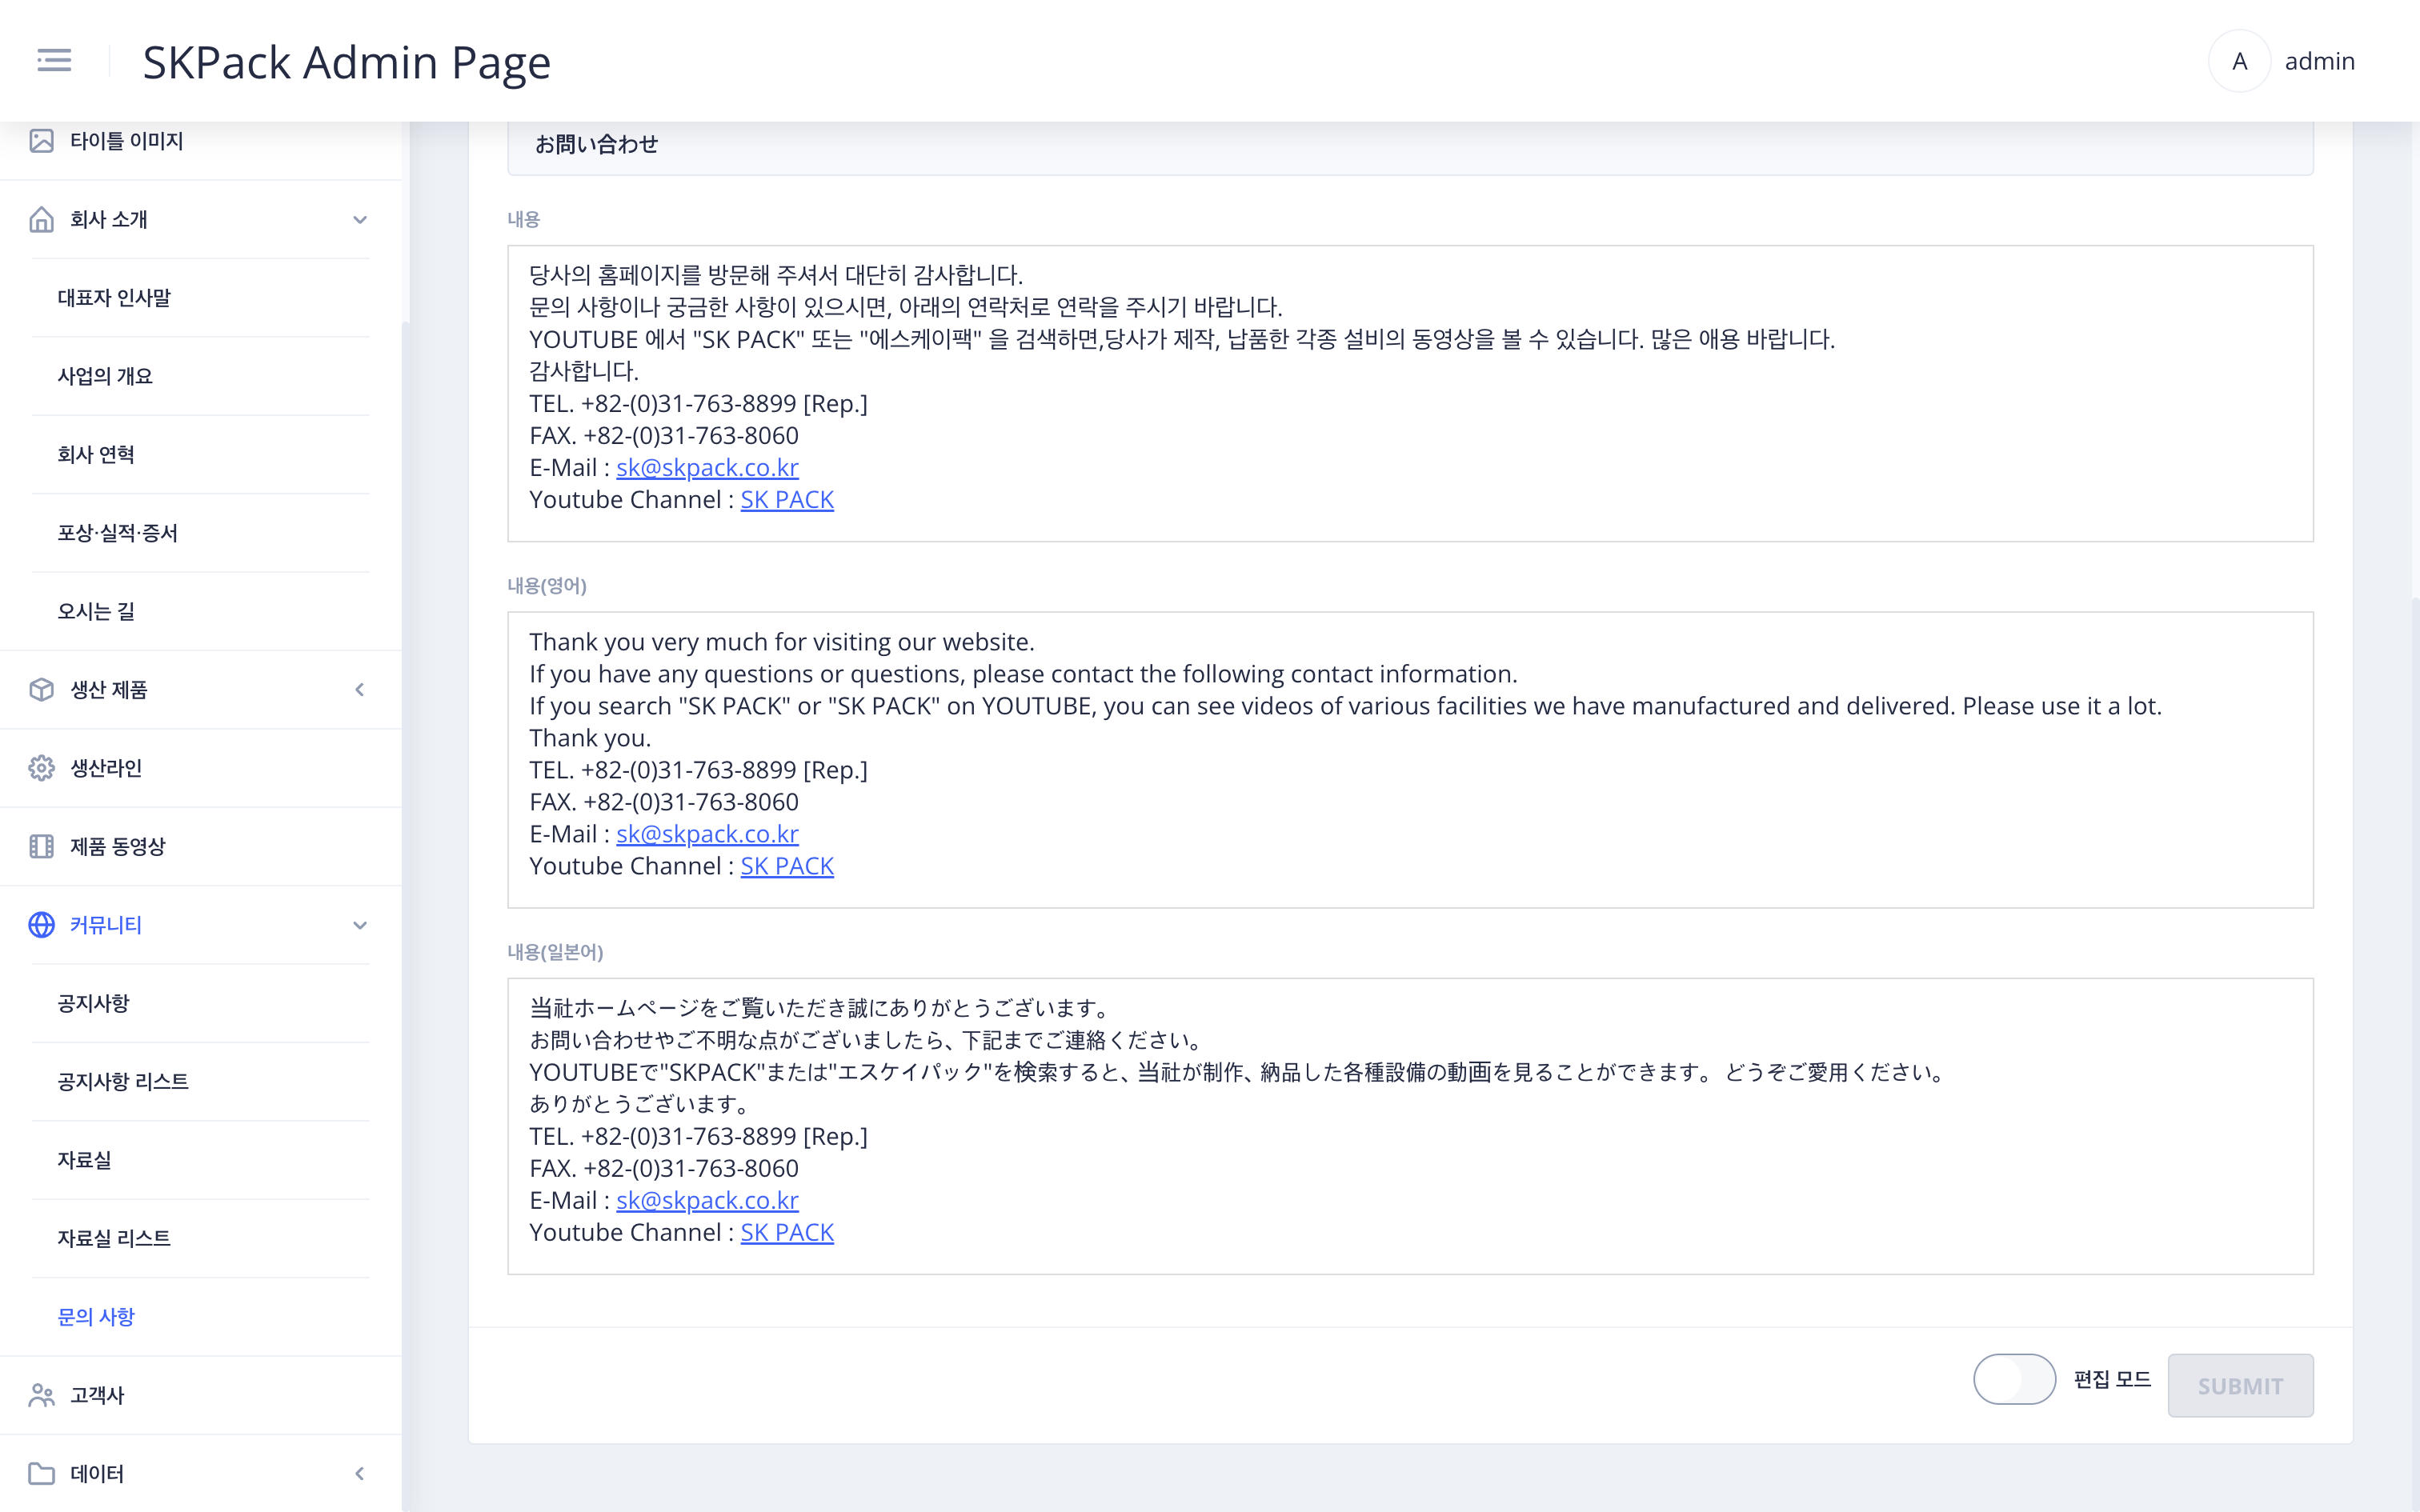 SKPack Admin Page
A
admin
타이틀 이미지
회사 소개
대표자 인사말
사업의 개요
회사 연혁
포상·실적·증서
오시는 길
생산 제품
생산라인
제품 동영상
커뮤니티
공지사항
공지사항 리스트
자료실
자료실 리스트
문의 사항
고객사
데이터
お問い合わせ
내용
당사의 홈페이지를 방문해 주셔서 대단히 감사합니다.
문의 사항이나 궁금한 사항이 있으시면, 아래의 연락처로 연락을 주시기 바랍니다.
YOUTUBE 에서 "SK PACK" 또는 "에스케이팩" 을 검색하면,당사가 제작, 납품한 각종 설비의 동영상을 볼 수 있습니다. 많은 애용 바랍니다.
감사합니다.
TEL. +82-(0)31-763-8899 [Rep.]
FAX. +82-(0)31-763-8060
E-Mail : sk@skpack.co.kr
Youtube Channel : SK PACK
내용(영어)
Thank you very much for visiting our website.
If you have any questions or questions, please contact the following contact information.
If you search "SK PACK" or "SK PACK" on YOUTUBE, you can see videos of various facilities we have manufactured and delivered. Please use it a lot.
Thank you.
TEL. +82-(0)31-763-8899 [Rep.]
FAX. +82-(0)31-763-8060
E-Mail : sk@skpack.co.kr
Youtube Channel : SK PACK
내용(일본어)
当社ホームページをご覧いただき誠にありがとうございます。
お問い合わせやご不明な点がございましたら、下記までご連絡ください。
YOUTUBEで"SKPACK"または"エスケイパック"を検索すると、当社が制作、納品した各種設備の動画を見ることができます。 どうぞご愛用ください。
ありがとうございます。
TEL. +82-(0)31-763-8899 [Rep.]
FAX. +82-(0)31-763-8060
E-Mail : sk@skpack.co.kr
Youtube Channel : SK PACK
편집 모드
SUBMIT